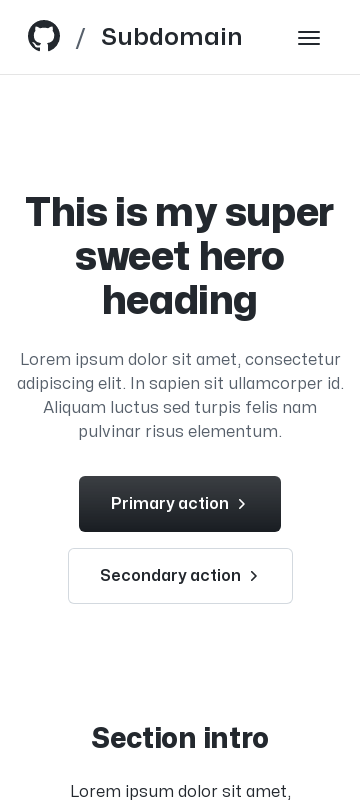 / Subdomain
This is my super
sweet hero
heading
Lorem ipsum dolor sit amet, consectetur
adipiscing elit. In sapien sit ullamcorper id.
Aliquam luctus sed turpis felis nam
pulvinar risus elementum.
Primary action
Secondary action
Section intro
Lorem ipsum dolor sit amet,